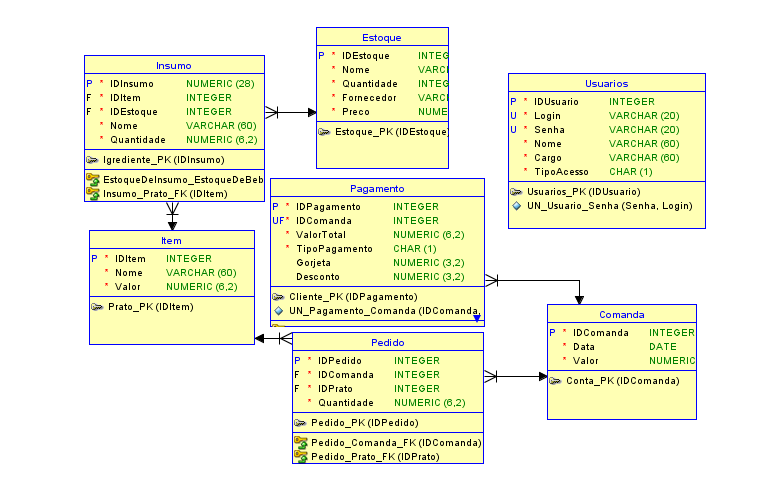 Estoque
P * IDEstoque INTEG
* Nome VARC
* Quantidade INTEG
* Fornecedor VARC
* Preco NUME
Estoque_PK (IDEstoque
Insumo
P * IDInsumo NUMERIC (28)
F * IDItem INTEGER
F * IDEstoque INTEGER
* Nome VARCHAR (60)
* Quantidade NUMERIC (6,2)
Igrediente_PK (IDInsumo)
EstoqueDeInsumo_EstoqueDeBeb
Insumo_Prato_FK (IDItem)
Usuarios
P * IDUsuario INTEGER
U * Login VARCHAR (20)
U * Senha VARCHAR (20)
* Nome VARCHAR (60)
* Cargo VARCHAR (60)
* TipoAcesso CHAR (1)
Usuarios_PK (IDUsuario)
UN_Usuario_Senha (Senha, Login)
Pagamento
P * IDPagamento INTEGER
UF* IDComanda INTEGER
* ValorTotal NUMERIC (6,2)
* TipoPagamento CHAR (1)
Gorjeta NUMERIC (3,2)
Desconto NUMERIC (3,2)
Cliente_PK (IDPagamento)
UN_Pagamento_Comanda (IDComanda
Item
P * IDItem INTEGER
* Nome VARCHAR (60)
* Valor NUMERIC (6,2)
Prato_PK (IDItem)
Comanda
P * IDComanda INTEGER
* Data DATE
* Valor NUMERIC
Conta_PK (IDComanda)
Pedido
P * IDPedido INTEGER
F * IDComanda INTEGER
F * IDPrato INTEGER
* Quantidade NUMERIC (6,2)
Pedido_PK (IDPedido)
Pedido_Comanda_FK (IDComanda)
Pedido_Prato_FK (IDPrato)